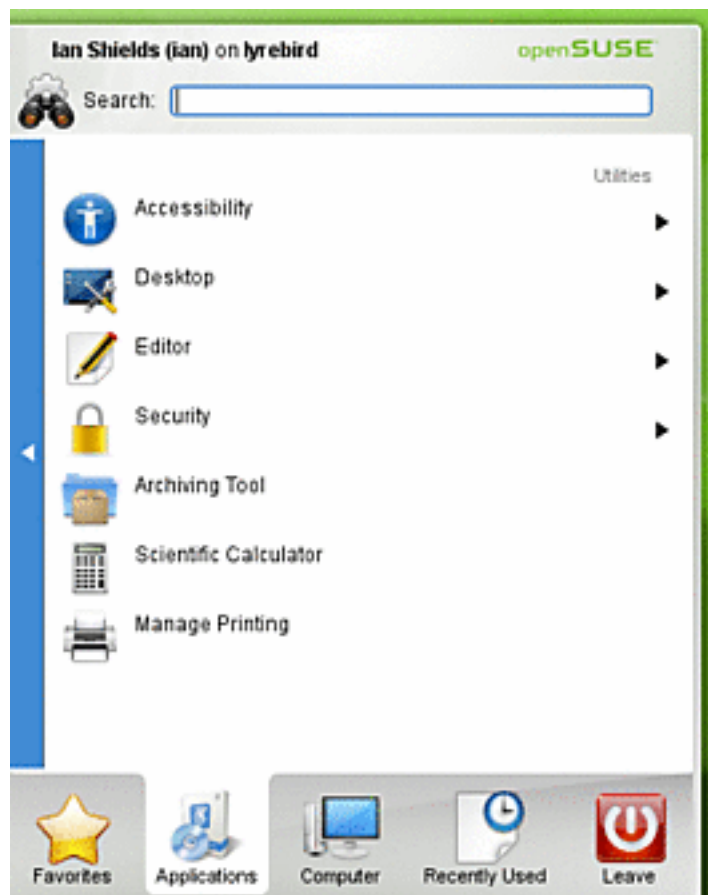 Ian Shields (ian) on lyrebird openSUSE
Search:
Utilities
Accessibility
Desktop
Editor
Security
Archiving Tool
Scientific Calculator
Manage Printing
Favorites Applications Computer Recently Used Leave